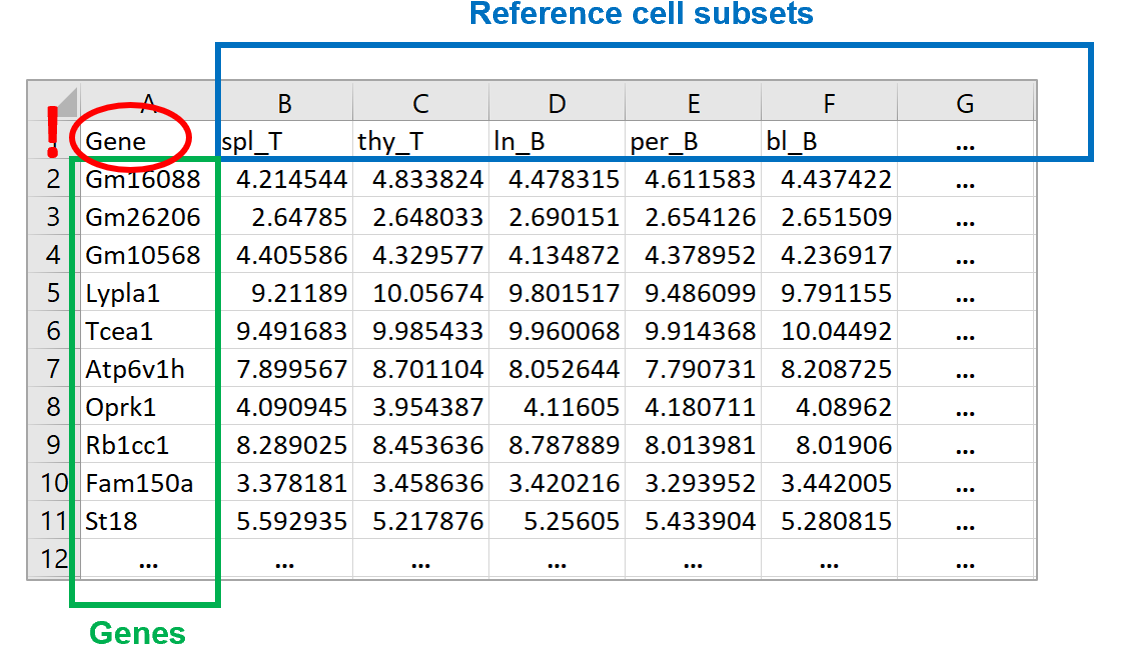 Reference cell subsets
! A B C D E F G
1 Gene spl_T thy_T ln_B per_B bl_B ...
2 Gm16088 4.214544 4.833824 4.478315 4.611583 4.437422 ...
3 Gm26206 2.64785 2.648033 2.690151 2.654126 2.651509 ...
4 Gm10568 4.405586 4.329577 4.134872 4.378952 4.236917 ...
5 Lypla1 9.21189 10.05674 9.801517 9.486099 9.791155 ...
6 Tcea1 9.491683 9.985433 9.960068 9.914368 10.04492 ...
7 Atp6v1h 7.899567 8.701104 8.052644 7.790731 8.208725 ...
8 Oprk1 4.090945 3.954387 4.11605 4.180711 4.08962 ...
9 Rb1cc1 8.289025 8.453636 8.787889 8.013981 8.01906 ...
10 Fam150a 3.378181 3.458636 3.420216 3.293952 3.442005 ...
11 St18 5.592935 5.217876 5.25605 5.433904 5.280815 ...
12 ... ... ... ... ... ... ...
Genes